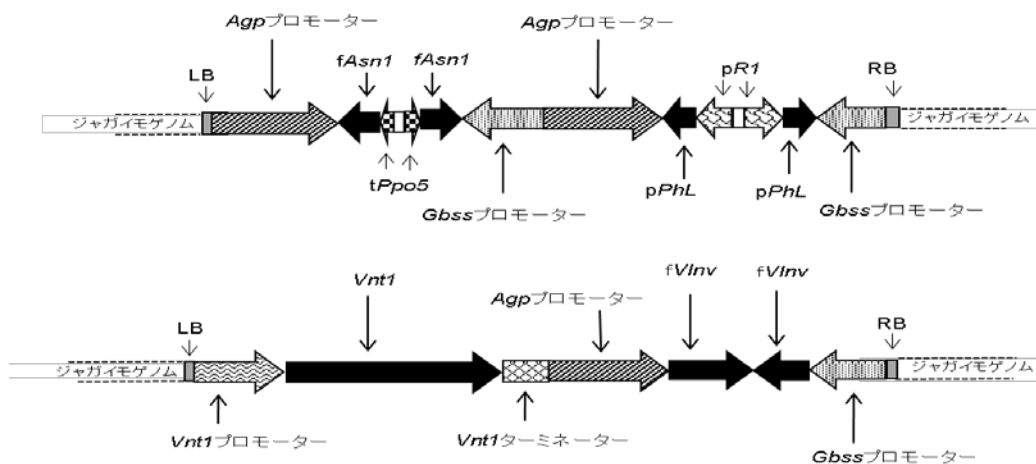 Agpプロモーター
Agpプロモーター
fAsn1
fAsn1
pR1
LB
RB
ジャガイモゲノム
ジャガイモゲノム
tPpo5
pPhL
pPhL
Gbssプロモーター
Gbssプロモーター
Vnt1
fVInv
fVInv
Agpプロモーター
LB
RB
ジャガイモゲノム
ジャガイモゲノム
Vnt1プロモーター
Vnt1ターミネーター
Gbssプロモーター